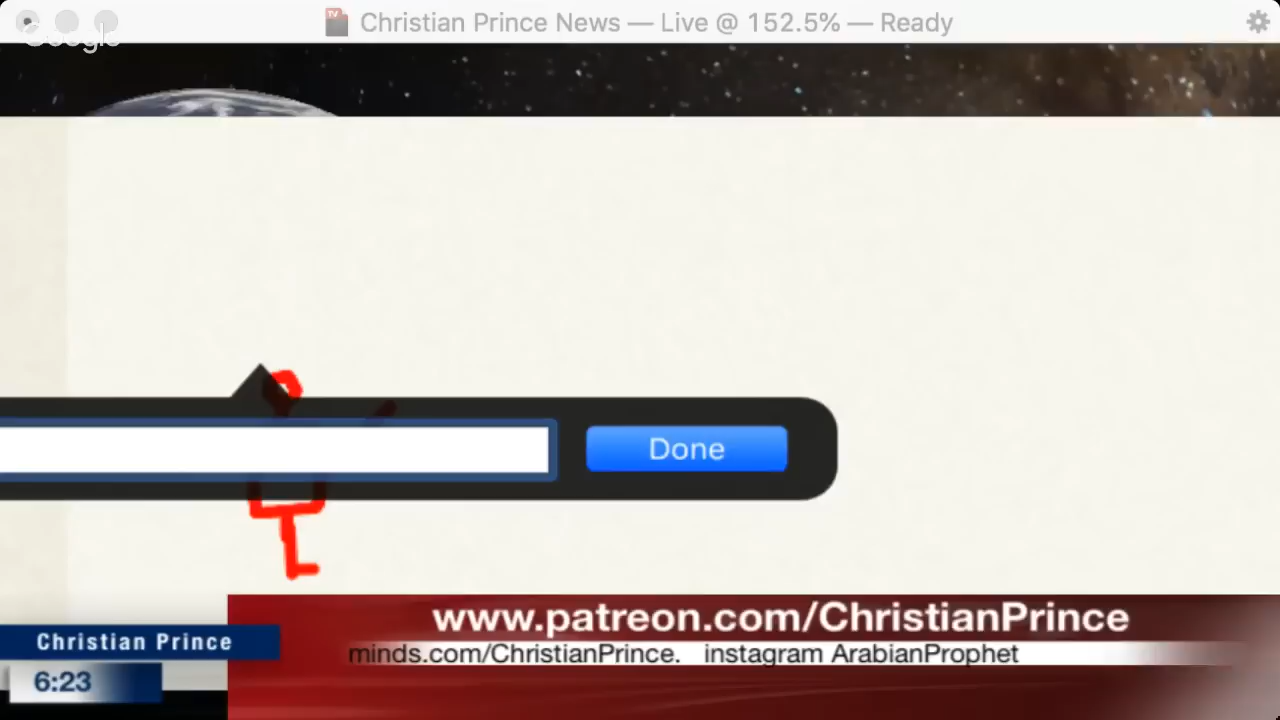 Christian Prince News — Live @ 152.5% — Ready
Google
Done
www.patreon.com/ChristianPrince
Christian Prince
minds.com/ChristianPrince. instagram ArabianProphet
6:23